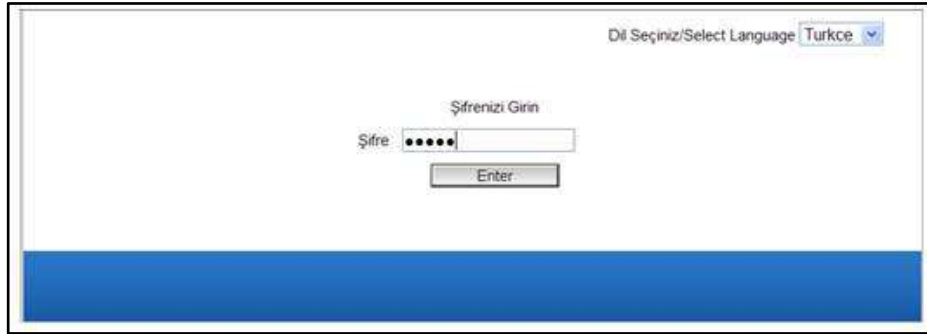 Dil Seçiniz/Select Language Turkce
Şifrenizi Girin
Şifre •••••
Enter